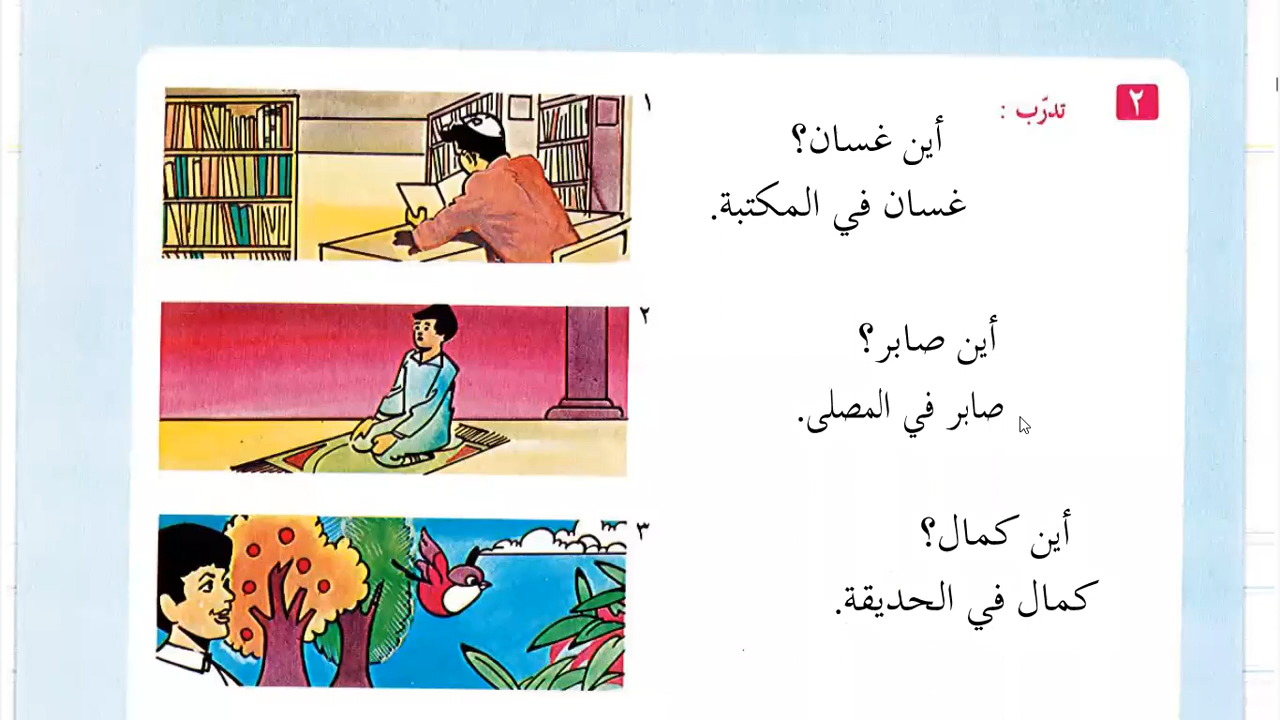 ٢ تدرّب :
١
أين غسان؟
غسان في المكتبة.
٢
أين صابر؟
صابر في المصلى.
٣
أين كمال؟
كمال في الحديقة.